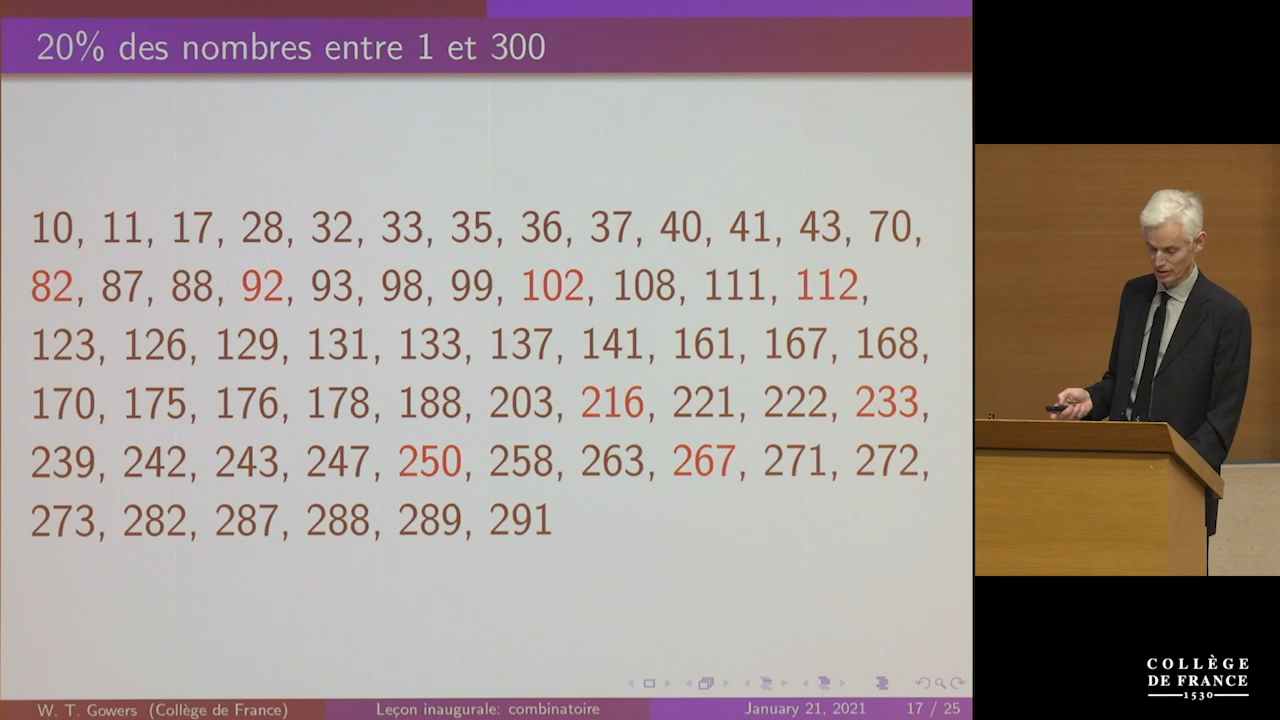 20% des nombres entre 1 et 300
10, 11, 17, 28, 32, 33, 35, 36, 37, 40, 41, 43, 70,
82, 87, 88, 92, 93, 98, 99, 102, 108, 111, 112,
123, 126, 129, 131, 133, 137, 141, 161, 167, 168,
170, 175, 176, 178, 188, 203, 216, 221, 222, 233,
239, 242, 243, 247, 250, 258, 263, 267, 271, 272,
273, 282, 287, 288, 289, 291
W. T. Gowers (Collège de France)
Leçon inaugurale: combinatoire
January 21, 2021
17 / 25
COLLÈGE
DE FRANCE
1530